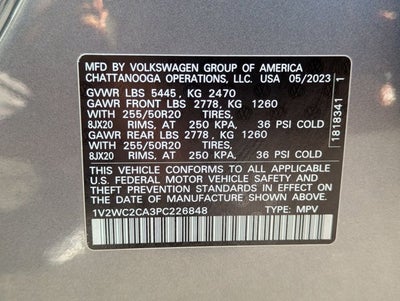 MFD BY VOLKSWAGEN GROUP OF AMERICA
CHATTANOOGA OPERATIONS, LLC. USA 05/2023
GVWR LBS 5445, KG 2470
GAWR FRONT LBS 2778, KG 1260
WITH 255/50R20 TIRES,
8JX20 RIMS, AT 250 KPA, 36 PSI COLD
GAWR REAR LBS 2778, KG 1260
WITH 255/50R20 TIRES,
8JX20 RIMS, AT 250 KPA, 36 PSI COLD
THIS VEHICLE CONFORMS TO ALL APPLICABLE
U.S. FEDERAL MOTOR VEHICLE SAFETY AND
THEFT PREVENTION STANDARDS IN EFFECT ON
THE DATE OF MANUFACTURE SHOWN ABOVE.
1V2WC2CA3PC226848 TYPE: MPV
1818341 1